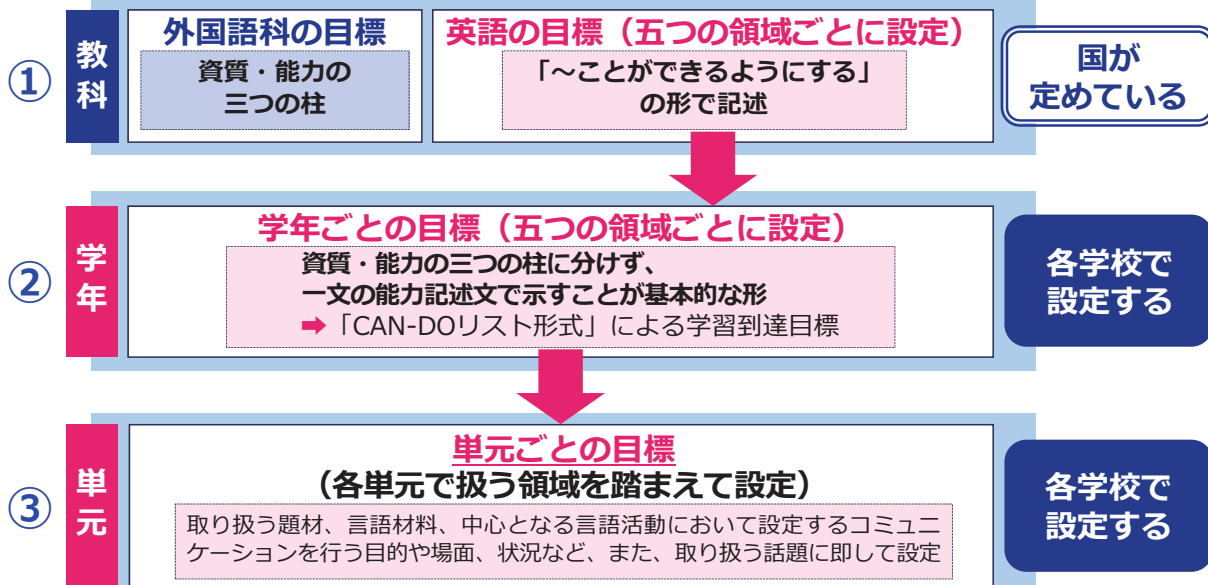 ①
教科
外国語科の目標
資質・能力の
三つの柱
英語の目標（五つの領域ごとに設定）
「～ことができるようにする」
の形で記述
国が
定めている
②
学年
学年ごとの目標（五つの領域ごとに設定）
資質・能力の三つの柱に分けず、
一文の能力記述文で示すことが基本的な形
➡「CAN-DOリスト形式」による学習到達目標
各学校で
設定する
③
単元
単元ごとの目標
（各単元で扱う領域を踏まえて設定）
取り扱う題材、言語材料、中心となる言語活動において設定するコミュニ
ケーションを行う目的や場面、状況など、また、取り扱う話題に即して設定
各学校で
設定する